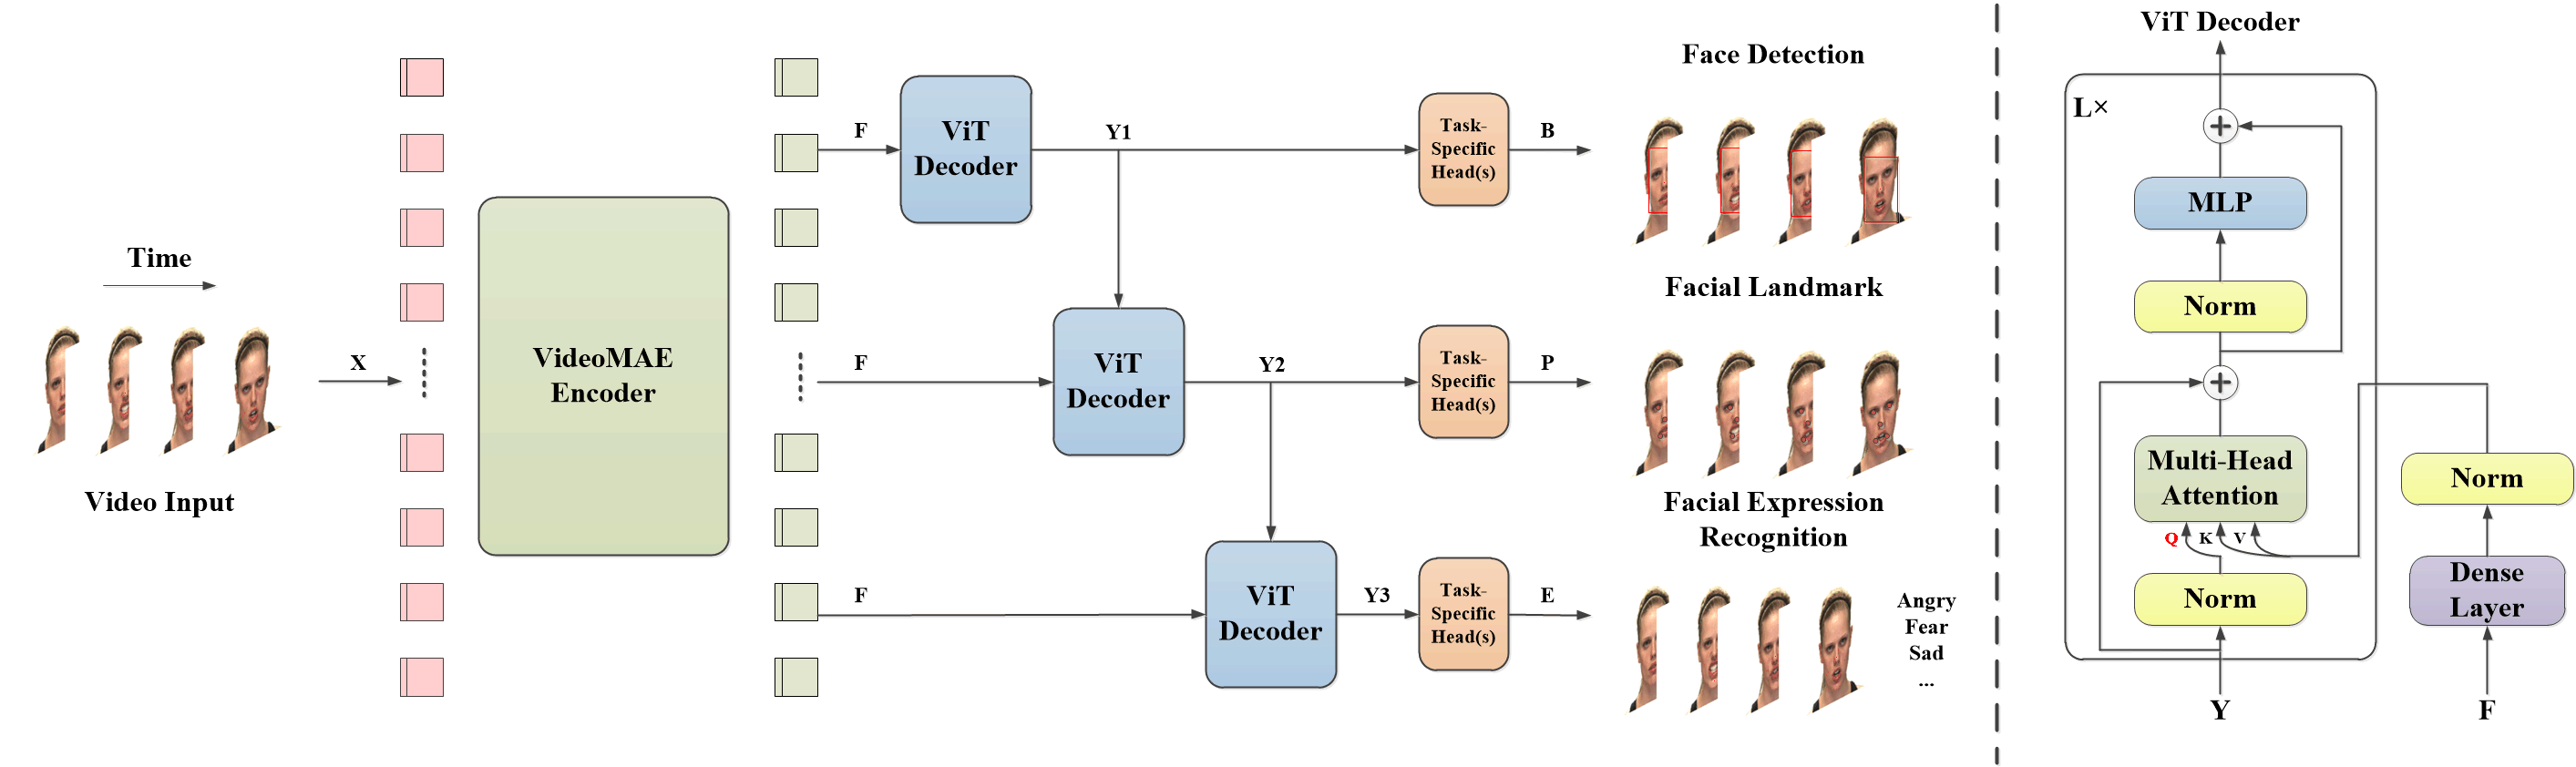 Time
Video Input
X
VideoMAE
Encoder
F
ViT
Decoder
Y1
Task-
Specific
Head(s)
B
Face Detection
F
ViT
Decoder
Y2
Task-
Specific
Head(s)
P
Facial Landmark
F
ViT
Decoder
Y3
Task-
Specific
Head(s)
E
Facial Expression
Recognition
Angry
Fear
Sad
...
ViT Decoder
L×
MLP
Norm
Multi-Head
Attention
Q K V
Norm
Y
Norm
Dense
Layer
F